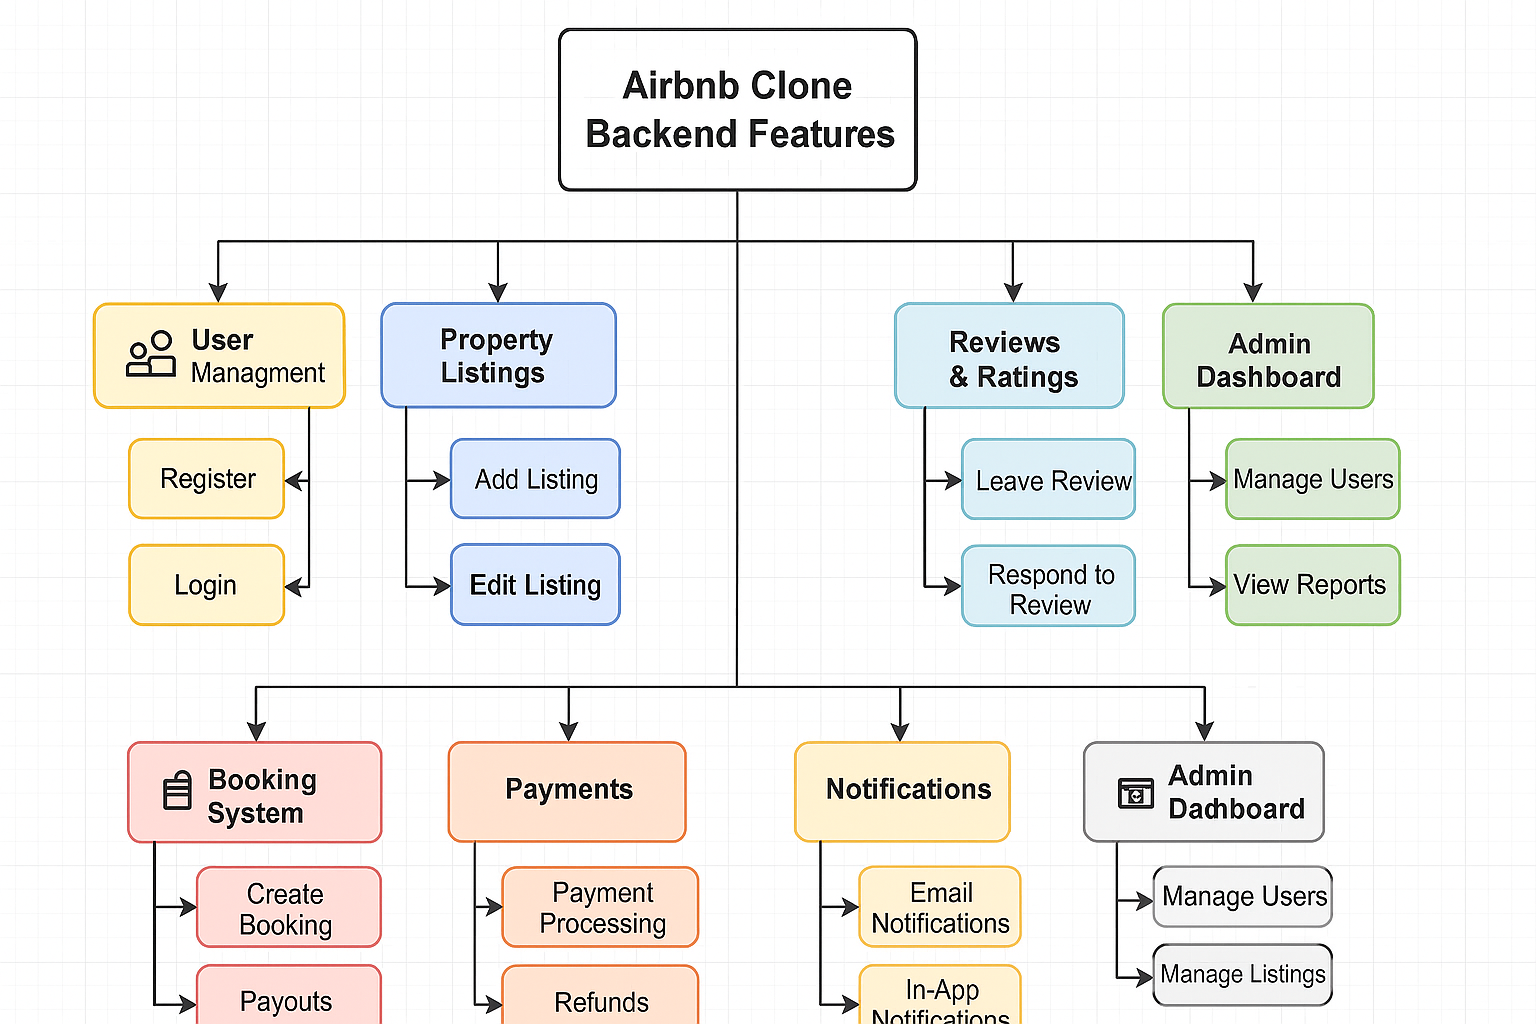 Airbnb Clone
Backend Features
User
Managment
Property
Listings
Reviews
& Ratings
Admin
Dashboard
Register
Add Listing
Leave Review
Manage Users
Login
Edit Listing
Respond to
Review
View Reports
Booking
System
Payments
Notifications
Admin
Dadhboard
Create
Booking
Payment
Processing
Email
Notifications
Manage Users
Payouts
Refunds
In-App
Notifications
Manage Listings